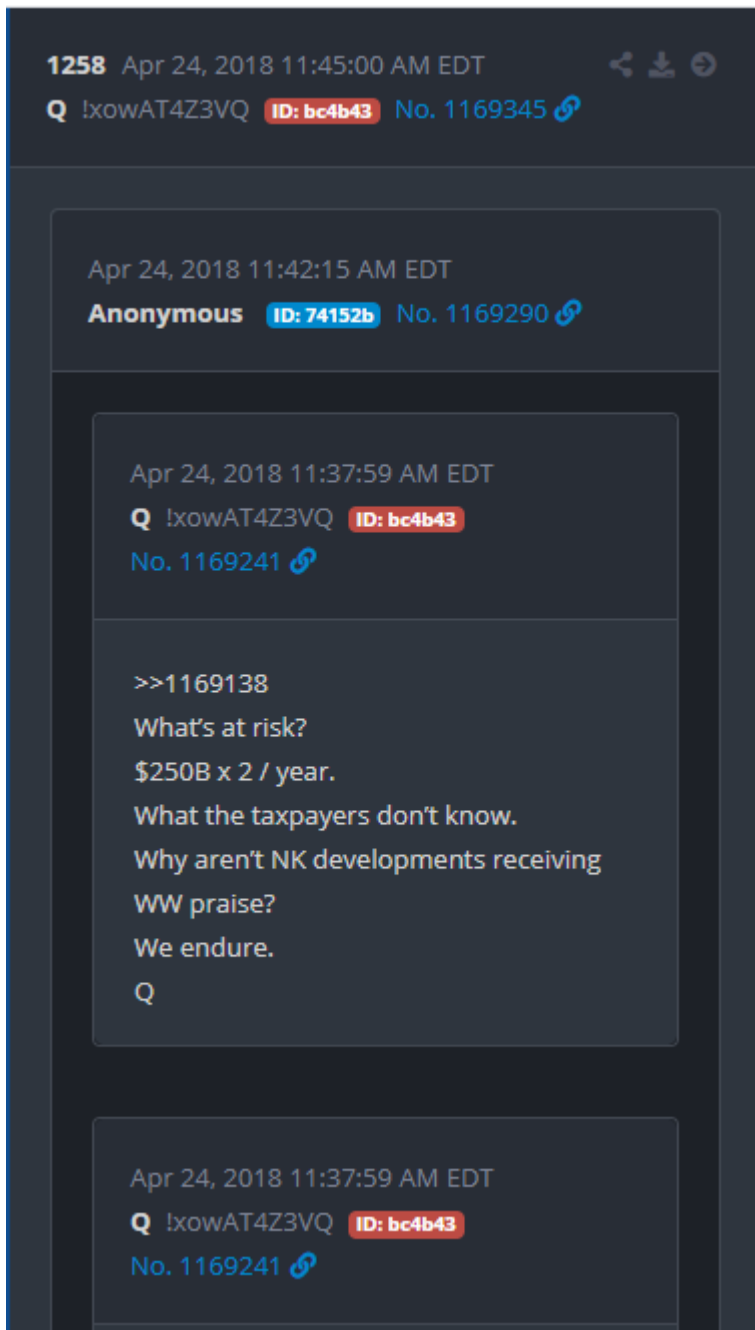 1258 Apr 24, 2018 11:45:00 AM EDT
Q !xowAT4Z3VQ ID: bc4b43 No. 1169345
Apr 24, 2018 11:42:15 AM EDT
Anonymous ID: 74152b No. 1169290
Apr 24, 2018 11:37:59 AM EDT
Q !xowAT4Z3VQ ID: bc4b43
No. 1169241
>>1169138
What’s at risk?
$250B x 2 / year.
What the taxpayers don’t know.
Why aren’t NK developments receiving
WW praise?
We endure.
Q
Apr 24, 2018 11:37:59 AM EDT
Q !xowAT4Z3VQ ID: bc4b43
No. 1169241